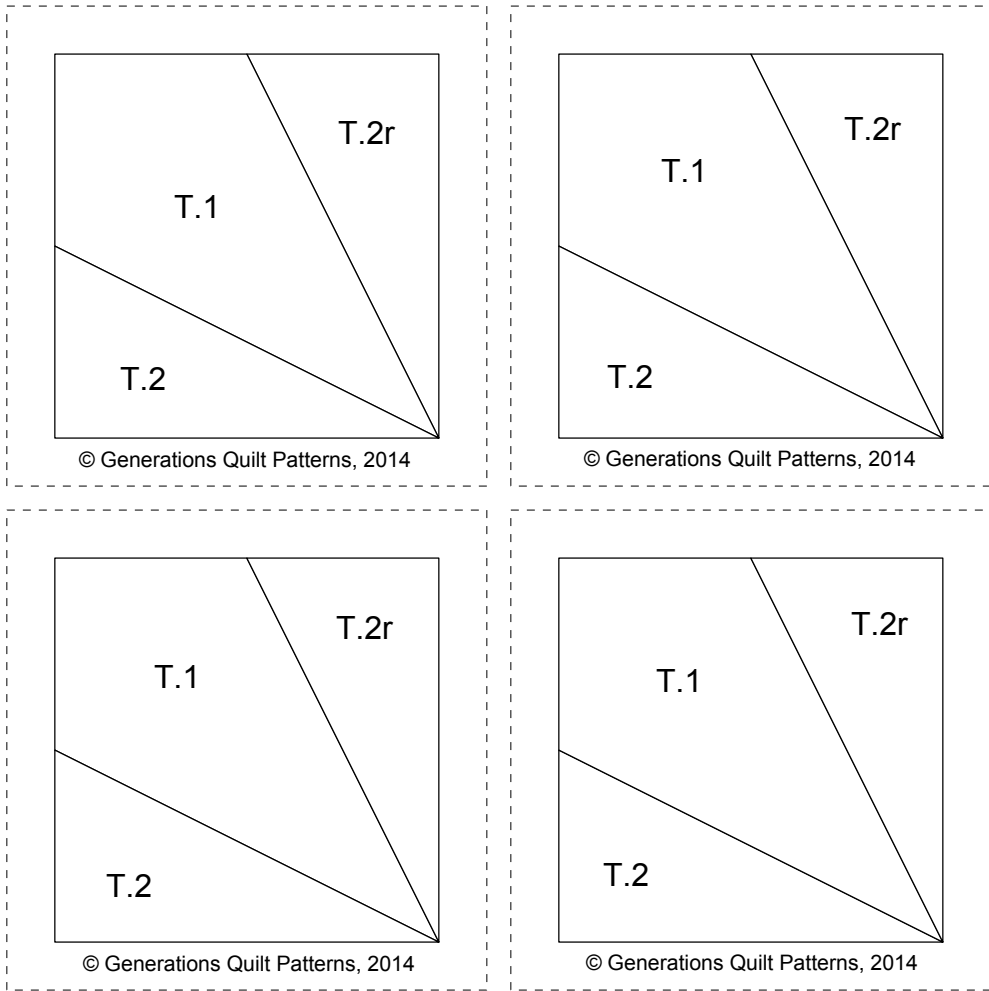 T.2r
T.1
T.2
© Generations Quilt Patterns, 2014
T.2r
T.1
T.2
© Generations Quilt Patterns, 2014
T.2r
T.1
T.2
© Generations Quilt Patterns, 2014
T.2r
T.1
T.2
© Generations Quilt Patterns, 2014